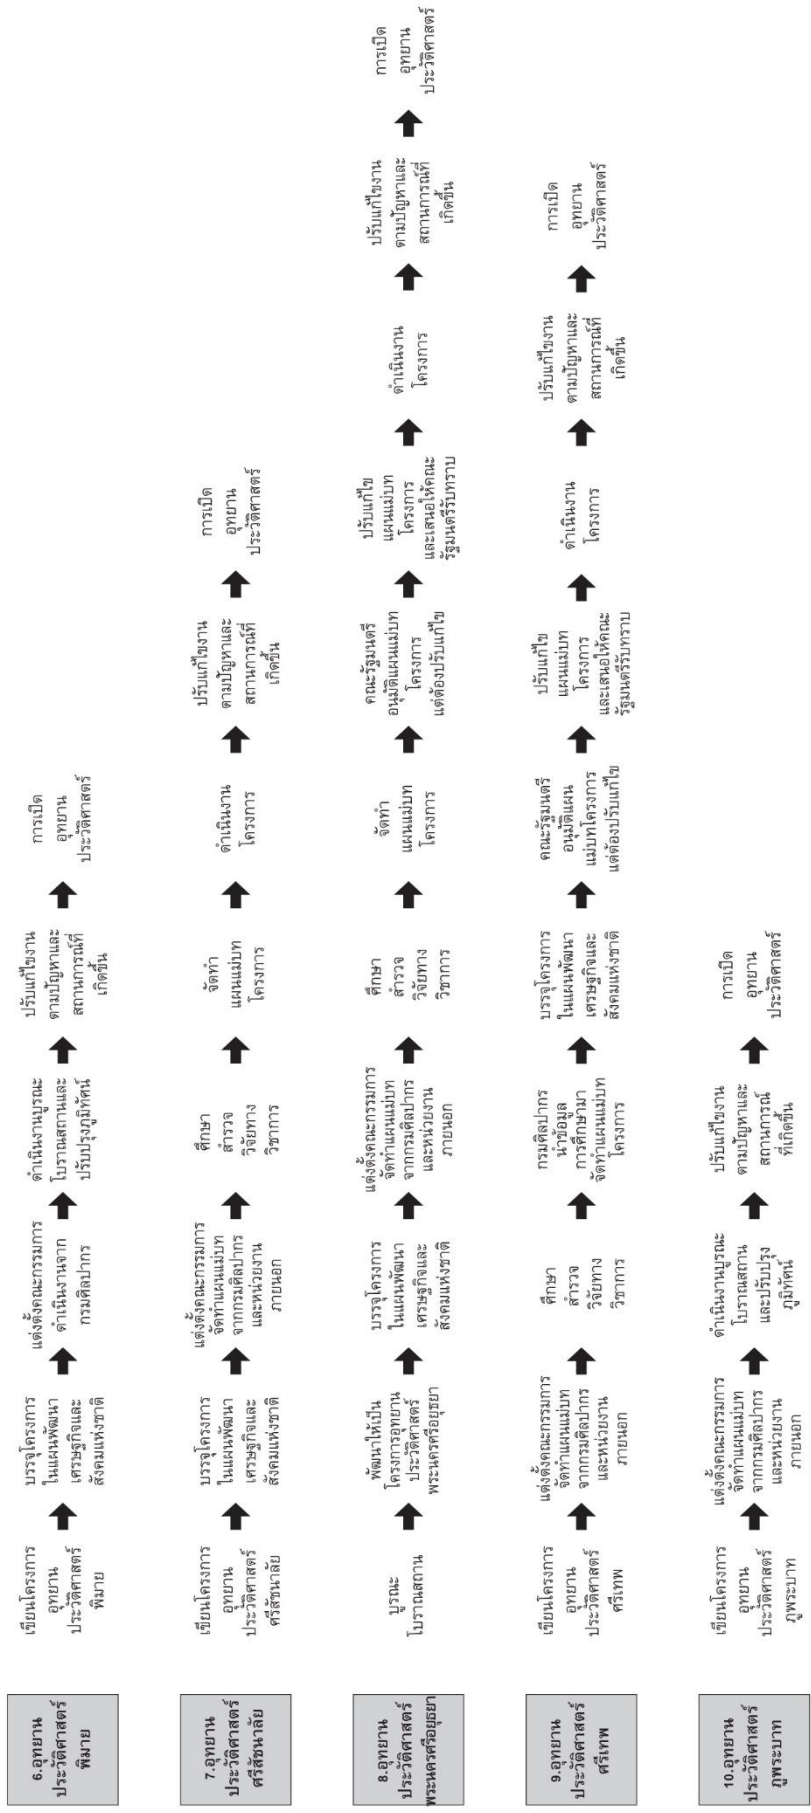 6.อุทยาน
ประวัติศาสตร์
พิมาย
เขียนโครงการ
อุทยาน
ประวัติศาสตร์
พิมาย
บรรจุโครงการ
ในแผนพัฒนา
เศรษฐกิจและ
สังคมแห่งชาติ
แต่งตั้งคณะกรรมการ
ดำเนินงานจาก
กรมศิลปากร
ดำเนินงานบูรณะ
โบราณสถานและ
ปรับปรุงภูมิทัศน์
ปรับแก้ไขงาน
ตามปัญหาและ
สถานการณ์ที่
เกิดขึ้น
การเปิด
อุทยาน
ประวัติศาสตร์
7.อุทยาน
ประวัติศาสตร์
ศรีสัชนาลัย
เขียนโครงการ
อุทยาน
ประวัติศาสตร์
ศรีสัชนาลัย
บรรจุโครงการ
ในแผนพัฒนา
เศรษฐกิจและ
สังคมแห่งชาติ
แต่งตั้งคณะกรรมการ
จัดทำแผนแม่บท
จากกรมศิลปากร
และหน่วยงาน
ภายนอก
ศึกษา
สำรวจ
วิจัยทาง
วิชาการ
จัดทำ
แผนแม่บท
โครงการ
ดำเนินงาน
โครงการ
ปรับแก้ไขงาน
ตามปัญหาและ
สถานการณ์ที่
เกิดขึ้น
การเปิด
อุทยาน
ประวัติศาสตร์
8.อุทยาน
ประวัติศาสตร์
พระนครศรีอยุธยา
บูรณะ
โบราณสถาน
พัฒนาให้เป็น
โครงการอุทยาน
ประวัติศาสตร์
พระนครศรีอยุธยา
บรรจุโครงการ
ในแผนพัฒนา
เศรษฐกิจและ
สังคมแห่งชาติ
แต่งตั้งคณะกรรมการ
จัดทำแผนแม่บท
จากกรมศิลปากร
และหน่วยงาน
ภายนอก
ศึกษา
สำรวจ
วิจัยทาง
วิชาการ
จัดทำ
แผนแม่บท
โครงการ
คณะรัฐมนตรี
อนุมัติแผนแม่บท
โครงการ
แต่ต้องปรับแก้ไข
ปรับแก้ไข
แผนแม่บท
โครงการ
และเสนอให้คณะ
รัฐมนตรีรับทราบ
ดำเนินงาน
โครงการ
ปรับแก้ไขงาน
ตามปัญหาและ
สถานการณ์ที่
เกิดขึ้น
การเปิด
อุทยาน
ประวัติศาสตร์
9.อุทยาน
ประวัติศาสตร์
ศรีเทพ
เขียนโครงการ
อุทยาน
ประวัติศาสตร์
ศรีเทพ
แต่งตั้งคณะกรรมการ
จัดทำแผนแม่บท
จากกรมศิลปากร
และหน่วยงาน
ภายนอก
ศึกษา
สำรวจ
วิจัยทาง
วิชาการ
กรมศิลปากร
นำข้อมูล
การศึกษามา
จัดทำแผนแม่บท
โครงการ
บรรจุโครงการ
ในแผนพัฒนา
เศรษฐกิจและ
สังคมแห่งชาติ
คณะรัฐมนตรี
อนุมัติแผน
แม่บทโครงการ
แต่ต้องปรับแก้ไข
ปรับแก้ไข
แผนแม่บท
โครงการ
และเสนอให้คณะ
รัฐมนตรีรับทราบ
ดำเนินงาน
โครงการ
ปรับแก้ไขงาน
ตามปัญหาและ
สถานการณ์ที่
เกิดขึ้น
การเปิด
อุทยาน
ประวัติศาสตร์
10.อุทยาน
ประวัติศาสตร์
ภูพระบาท
เขียนโครงการ
อุทยาน
ประวัติศาสตร์
ภูพระบาท
แต่งตั้งคณะกรรมการ
จัดทำแผนแม่บท
จากกรมศิลปากร
และหน่วยงาน
ภายนอก
ดำเนินงานบูรณะ
โบราณสถาน
และปรับปรุง
ภูมิทัศน์
ปรับแก้ไขงาน
ตามปัญหาและ
สถานการณ์
ที่เกิดขึ้น
การเปิด
อุทยาน
ประวัติศาสตร์